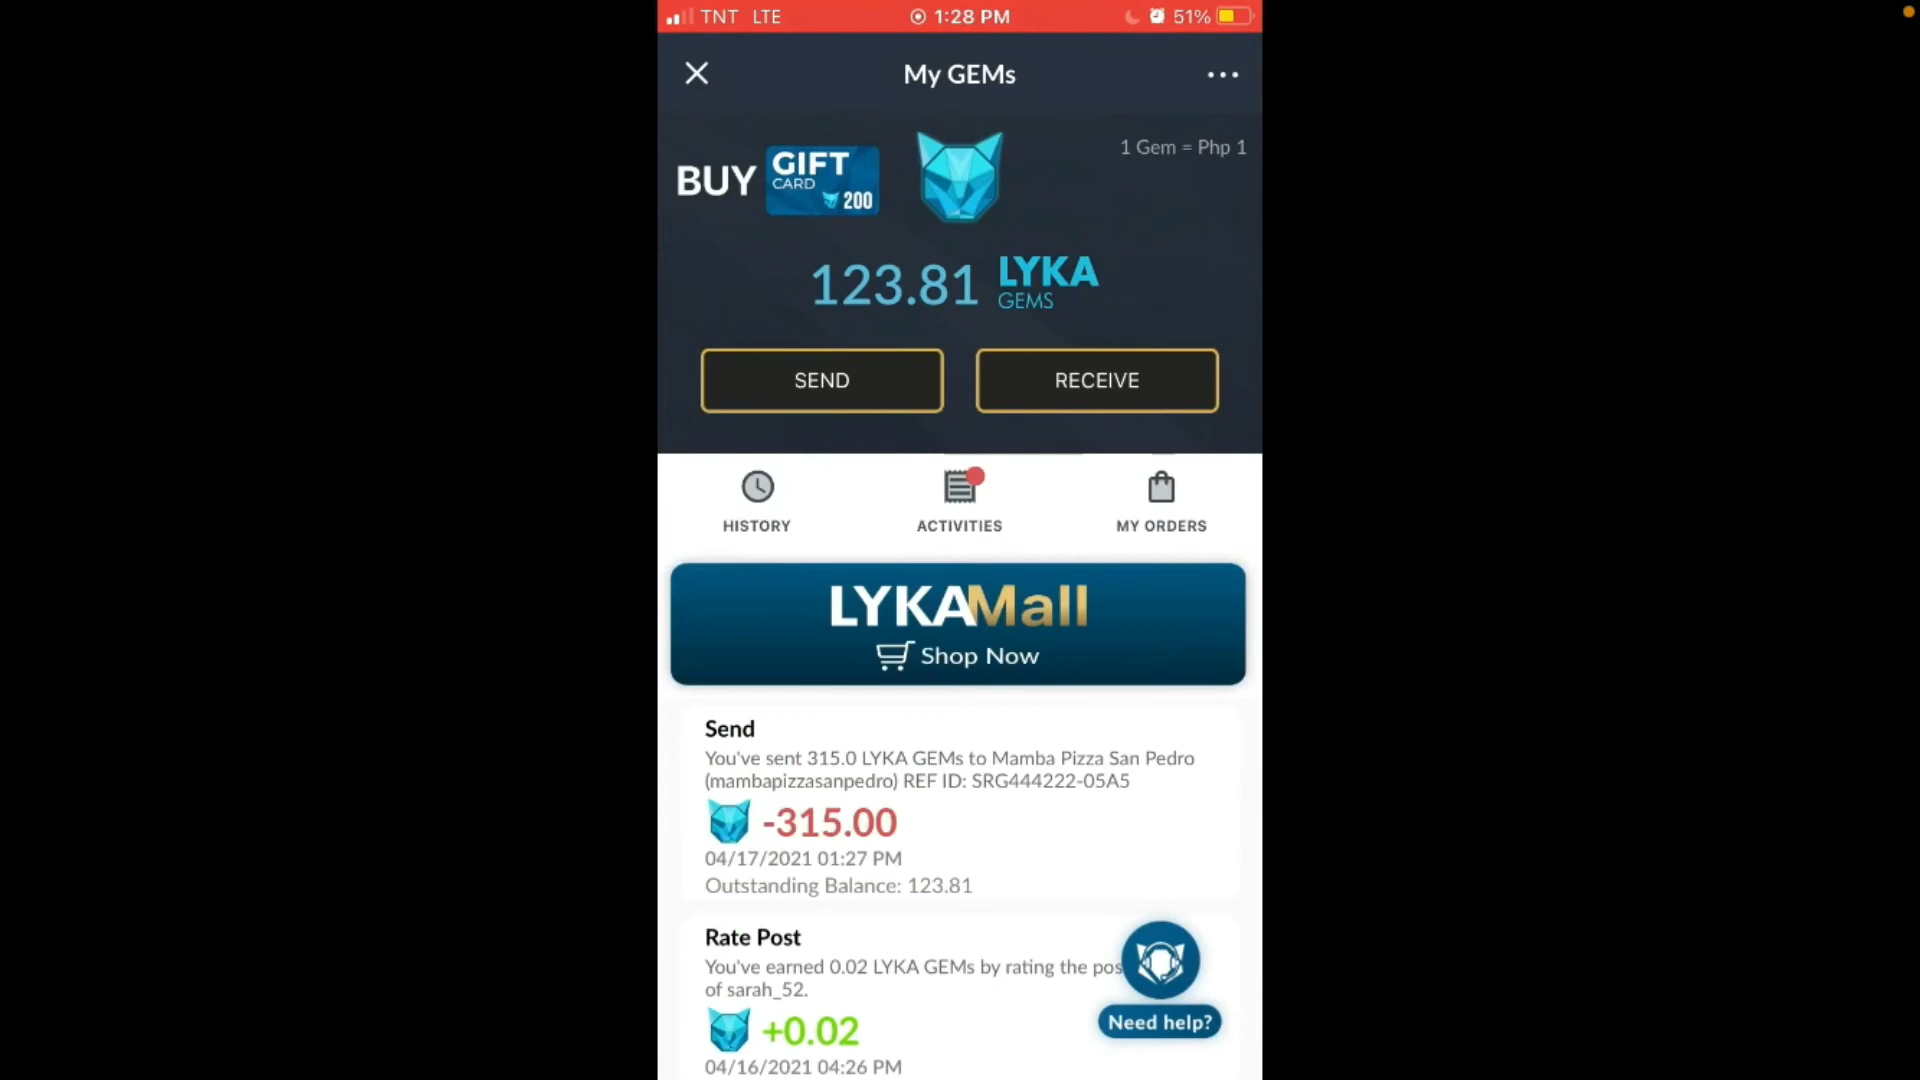 TNT LTE 1:28 PM 51%
My GEMs
1 Gem = Php 1
BUY GIFT CARD 200
123.81 LYKA GEMS
SEND RECEIVE
HISTORY ACTIVITIES MY ORDERS
LYKAMall
Shop Now
Send
You've sent 315.0 LYKA GEMs to Mamba Pizza San Pedro
(mambapizzasanpedro) REF ID: SRG444222-05A5
-315.00
04/17/2021 01:27 PM
Outstanding Balance: 123.81
Rate Post
You've earned 0.02 LYKA GEMs by rating the pos
of sarah_52.
+0.02
Need help?
04/16/2021 04:26 PM